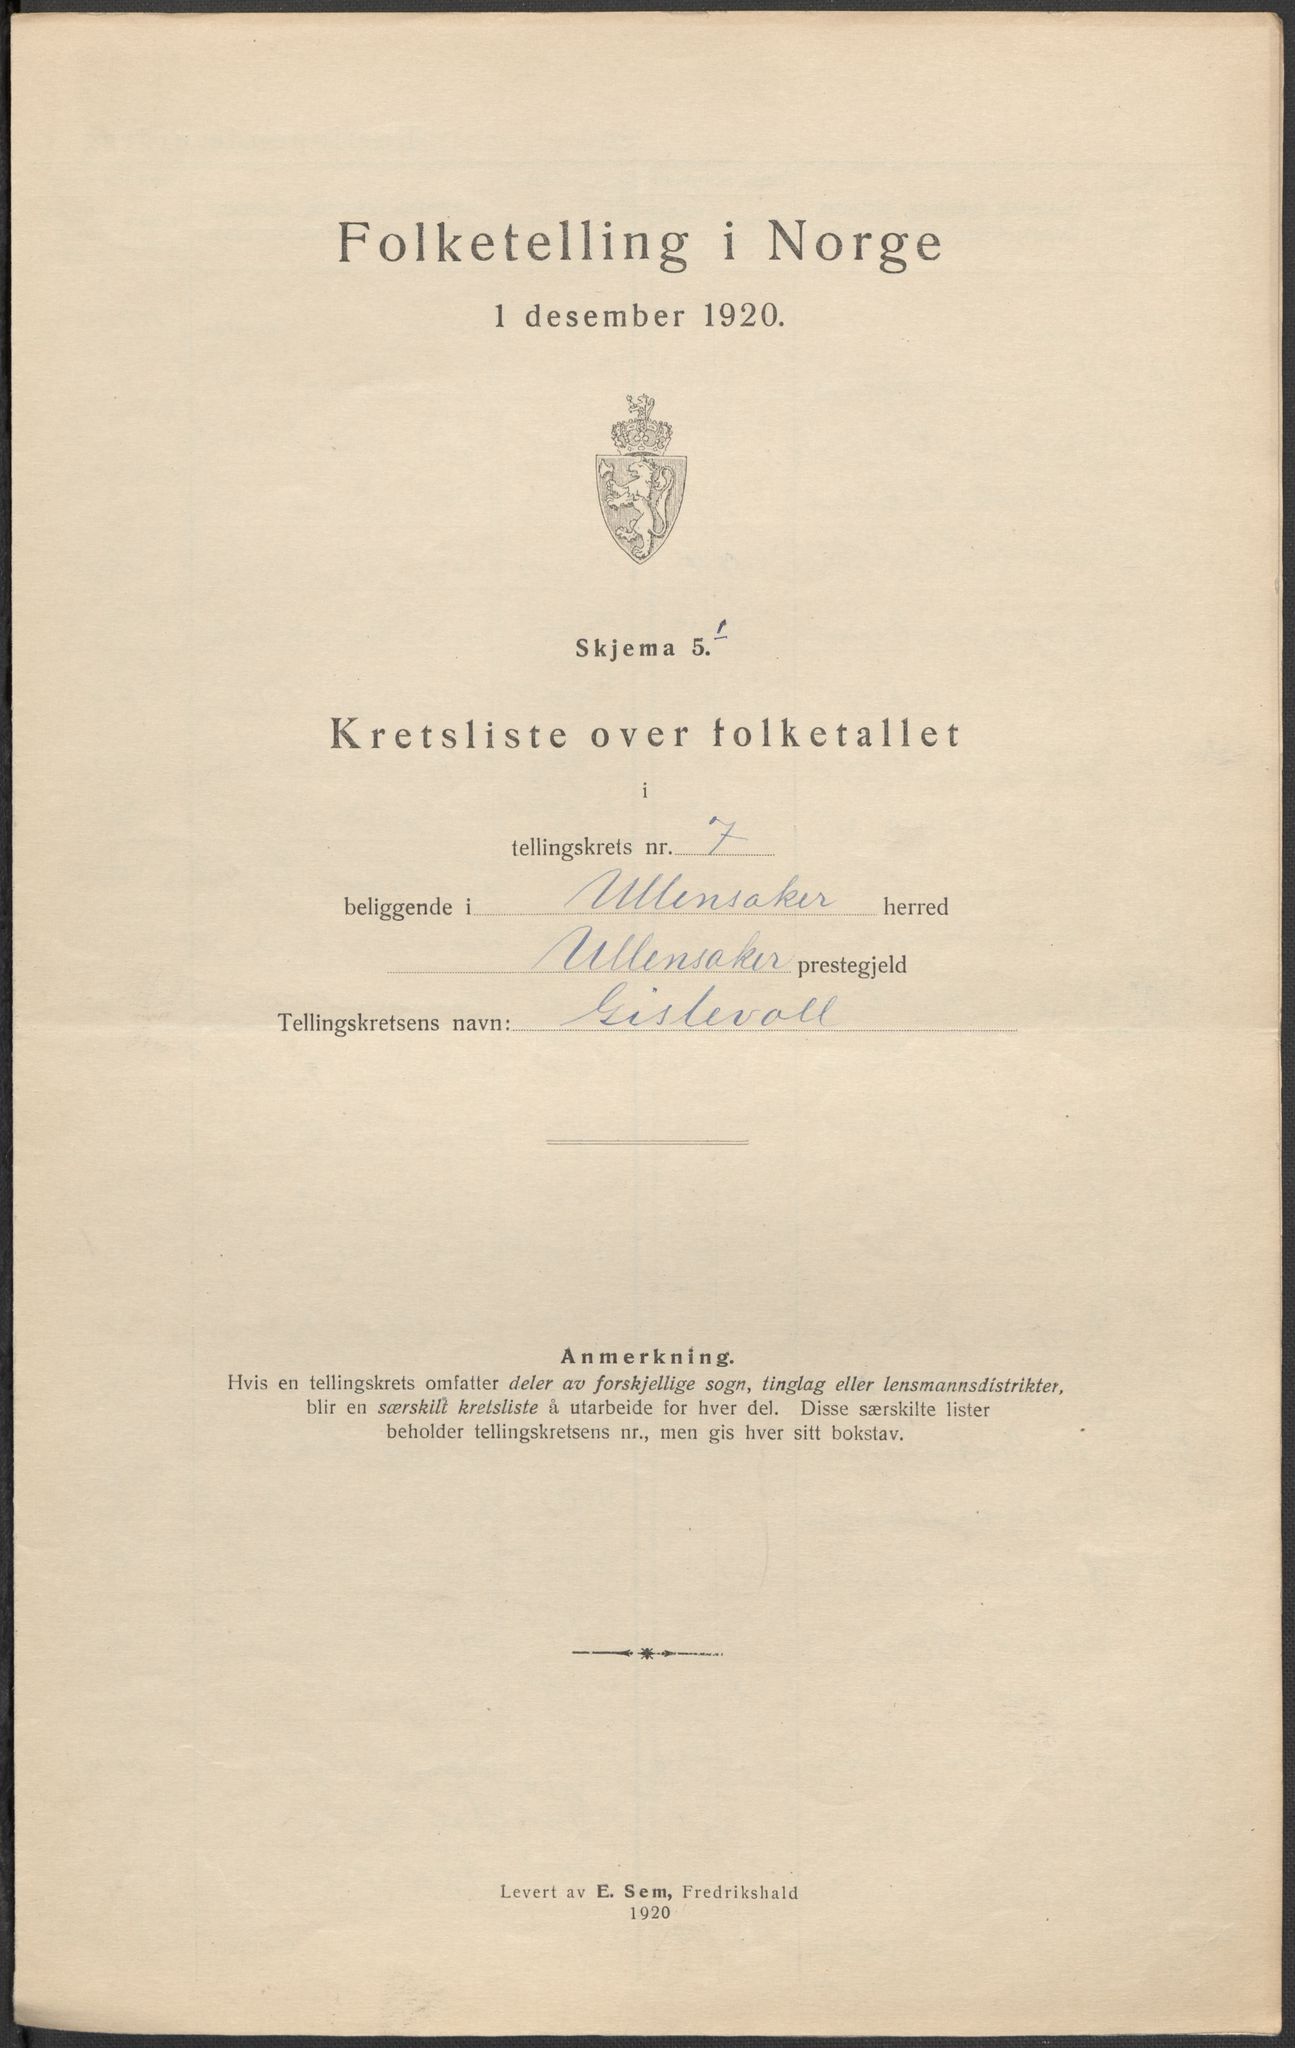 Folketelling i Norge
1 desember 1920.
Skjema 5. 1
Kretsliste over folketallet
i
tellingskrets nr. 7
beliggende i Ullensaker herred
Ullensaker prestegjeld
Tellingskretsens navn: Gislevoll
Anmerkning.
Hvis en tellingskrets omfatter deler av forskjellige sogn, tinglag eller lensmannsdistrikter,
blir en særskilt kretsliste å utarbeide for hver del. Disse særskilte lister
beholder tellingskretsens nr., men gis hver sitt bokstav.
Levert av E. Sem, Fredrikshald
1920